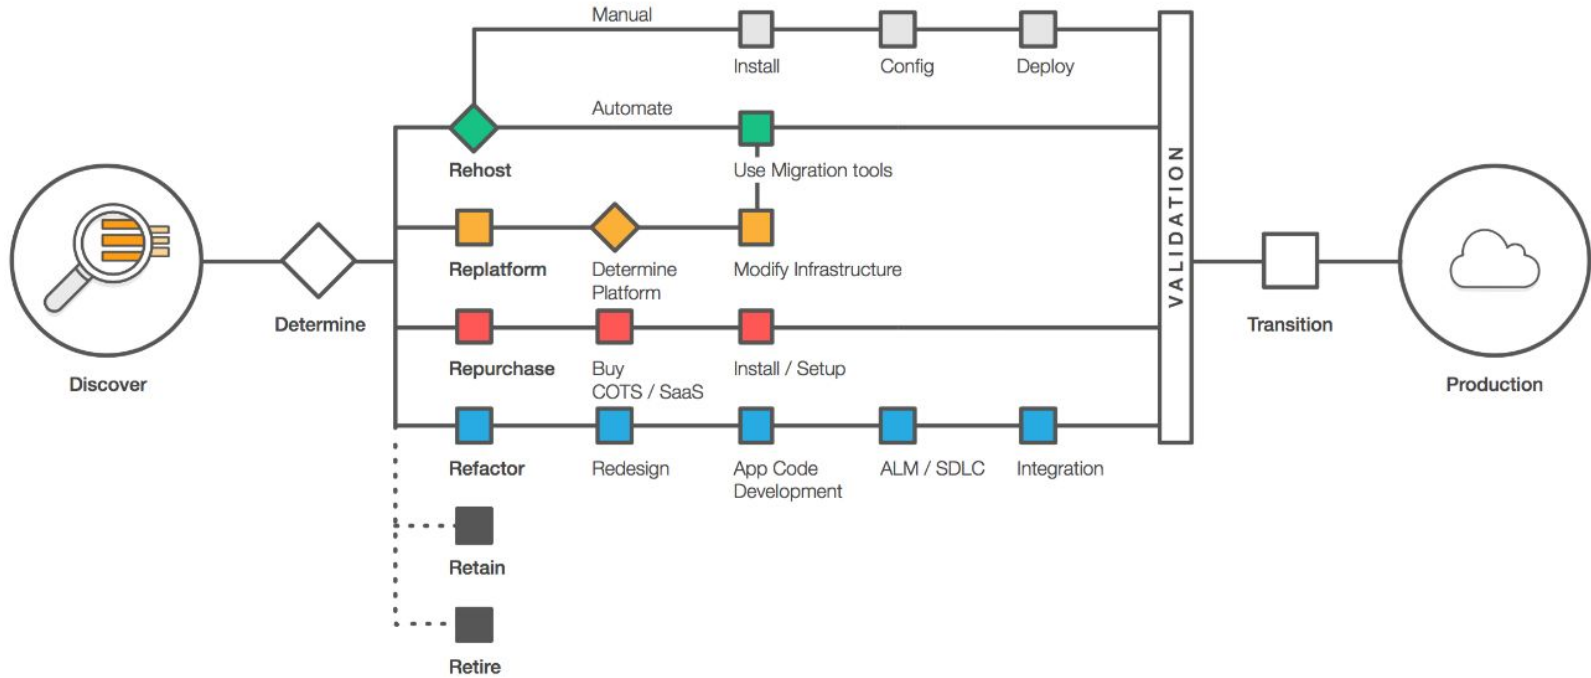 Manual
Install
Config
Deploy
Automate
Rehost
Use Migration tools
Replatform
Determine
Platform
Modify Infrastructure
Repurchase
Buy
COTS / SaaS
Install / Setup
Refactor
Redesign
App Code
Development
ALM / SDLC
Integration
Retain
Retire
Discover
Determine
VALIDATION
Transition
Production